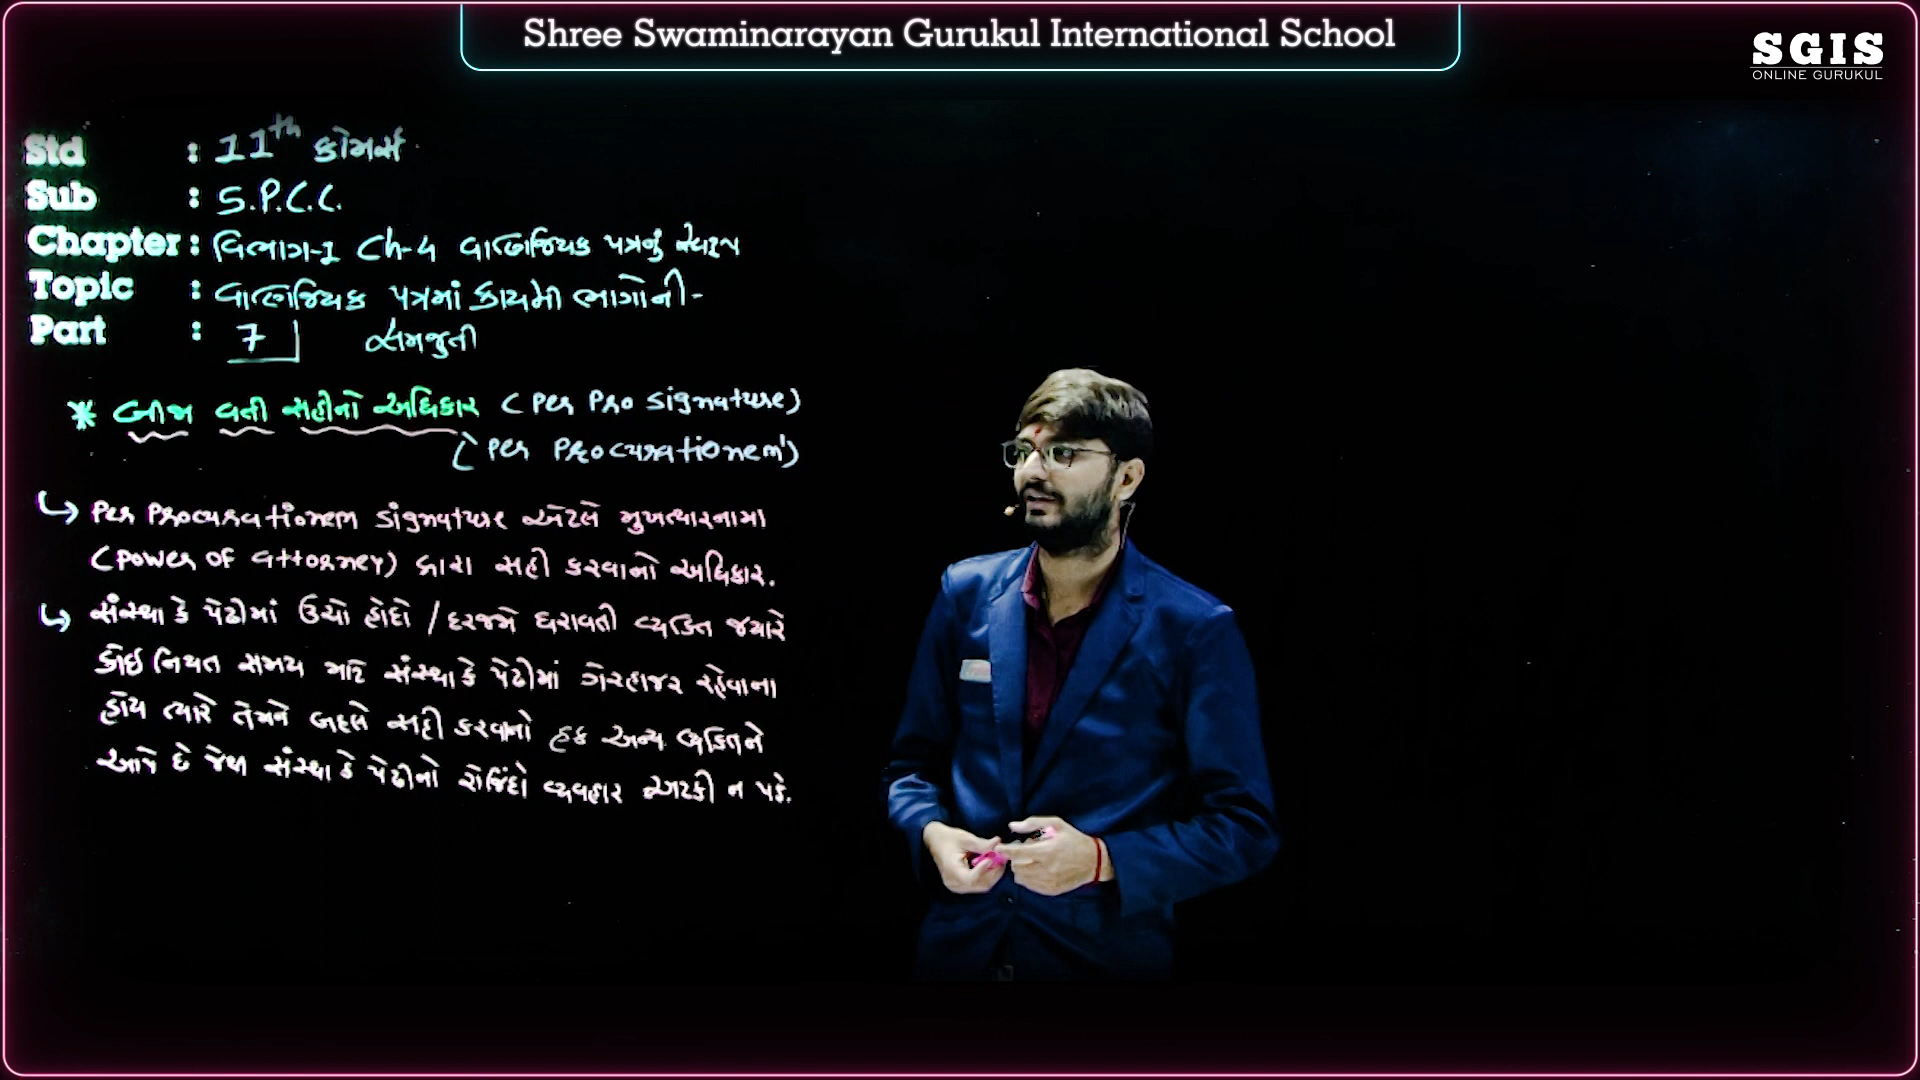 Shree Swaminarayan Gurukul International School
SGIS
ONLINE GURUKUL
Std : 11th કોમર્સ
Sub : S.P.C.C.
Chapter : વિભાગ-1 Ch-4 વાણિજ્યિક પત્રનું સ્વરૂપ
Topic : વાણિજ્યિક પત્રમાં કાયમી ભાગોની-
સમજુતી
Part : 7
* બીજા વતી સહીનો અધિકાર (Per Pro signature)
(Per Procurationem)
↳ Per Procurationem signature એટલે મુખત્યારનામા
(Power of attorney) દ્વારા સહી કરવાનો અધિકાર.
↳ સંસ્થા કે પેઢીમાં ઉંચો હોદો / દરજ્જો ધરાવતી વ્યક્તિ જયારે
કોઈ નિયત સમય માટે સંસ્થા કે પેઢીમાં ગેરહાજર રહેવાના
હોય ત્યારે તેમને બદલે સહી કરવાનો હક અન્ય વ્યક્તિને
આપે છે જેથી સંસ્થા કે પેઢીનો રોજિંદો વ્યવહાર અટકી ન પડે.